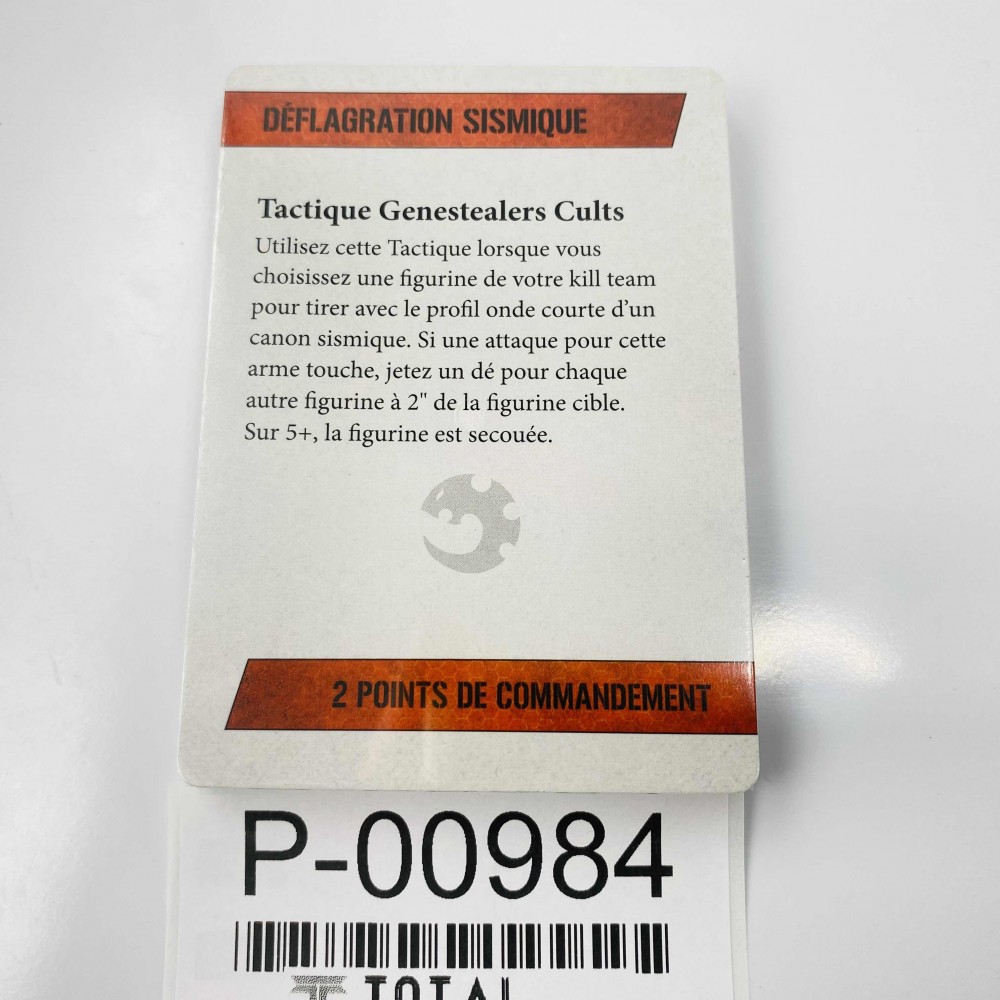 DÉFLAGRATION SISMIQUE
Tactique Genestealers Cults
Utilisez cette Tactique lorsque vous
choisissez une figurine de votre kill team
pour tirer avec le profil onde courte d'un
canon sismique. Si une attaque pour cette
arme touche, jetez un dé pour chaque
autre figurine à 2" de la figurine cible.
Sur 5+, la figurine est secouée.
2 POINTS DE COMMANDEMENT
P-00984
TOTAL